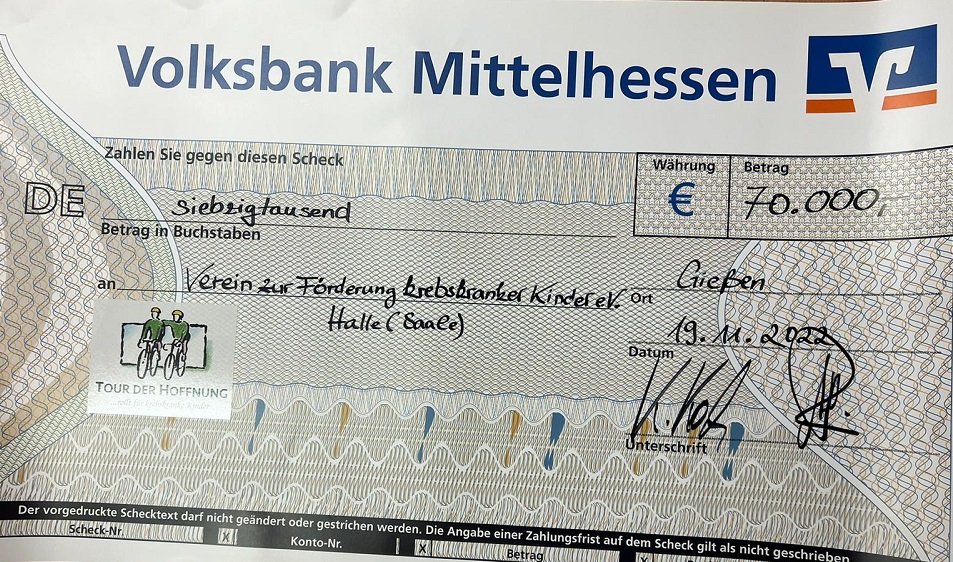 Volksbank Mittelhessen
Zahlen Sie gegen diesen Scheck
Währung
Betrag
DE
siebzigtausend
€
70.000,
Betrag in Buchstaben
an
Verein zur Förderung krebskranker Kinder e.V.
Halle (Saale)
Gießen
Ort
19.11.2022
Datum
TOUR DER HOFFNUNG
Unterschrift
Der vorgedruckte Schecktext darf nicht geändert oder gestrichen werden. Die Angabe einer Zahlungsfrist auf dem Scheck gilt als nicht geschrieben
Scheck-Nr.
X
Konto-Nr.
X
Betrag